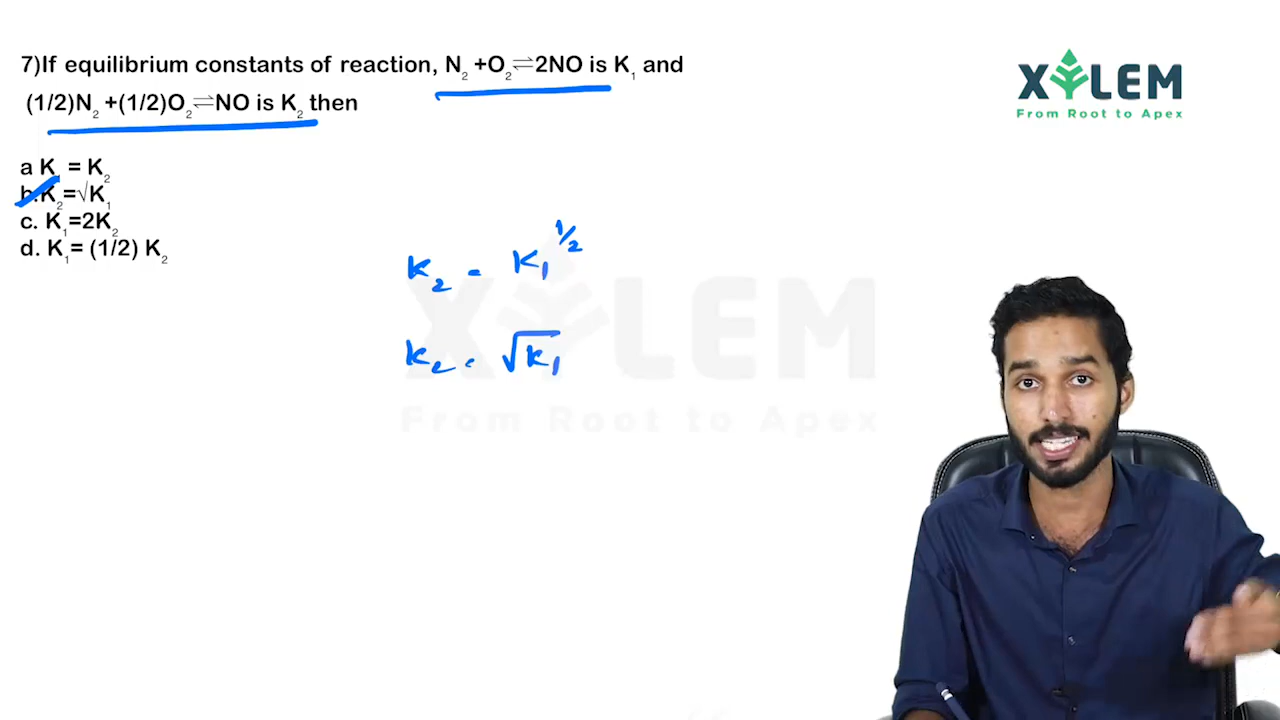 7)If equilibrium constants of reaction, N₂ +O₂⇌2NO is K₁ and
(1/2)N₂ +(1/2)O₂⇌NO is K₂ then
a K₁ = K₂
b.K₂=√K₁
c. K₁=2K₂
d. K₁= (1/2) K₂
K₂ = K₁^1/2
K₂ = √K₁
XYLEM
From Root to Apex
XYLEM
From Root to Apex